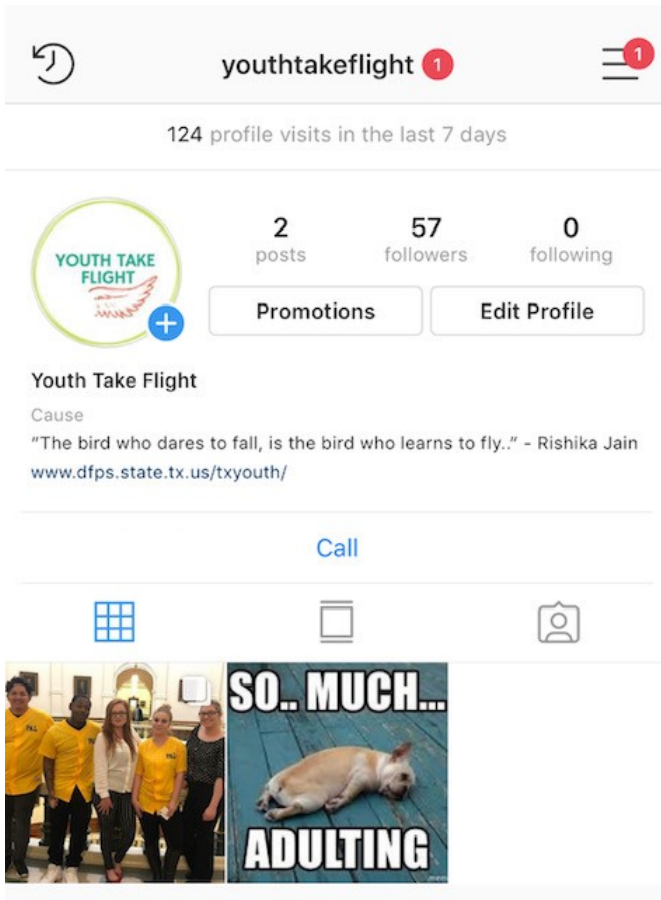 youthtakeflight 1
1
124 profile visits in the last 7 days
YOUTH TAKE
FLIGHT
2 57 0
posts followers following
Promotions Edit Profile
Youth Take Flight
Cause
"The bird who dares to fall, is the bird who learns to fly.." - Rishika Jain
www.dfps.state.tx.us/txyouth/
Call
SO.. MUCH...
ADULTING